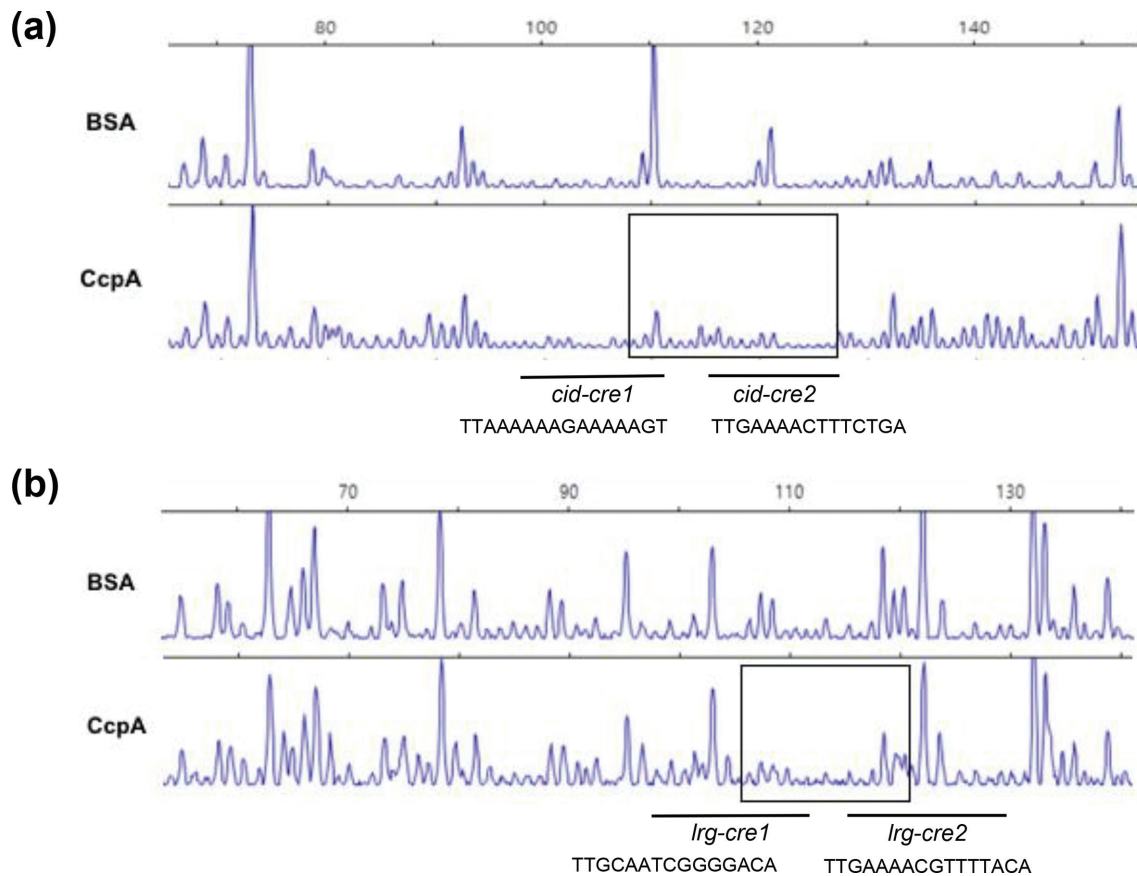 (a)
80 100 120 140
BSA
CcpA
cid-cre1 cid-cre2
TTAAAAAAGAAAAAGT TTGAAAACTTTCTGA
(b)
70 90 110 130
BSA
CcpA
lrg-cre1 lrg-cre2
TTGCAATCGGGGACA TTGAAAACGTTTTACA